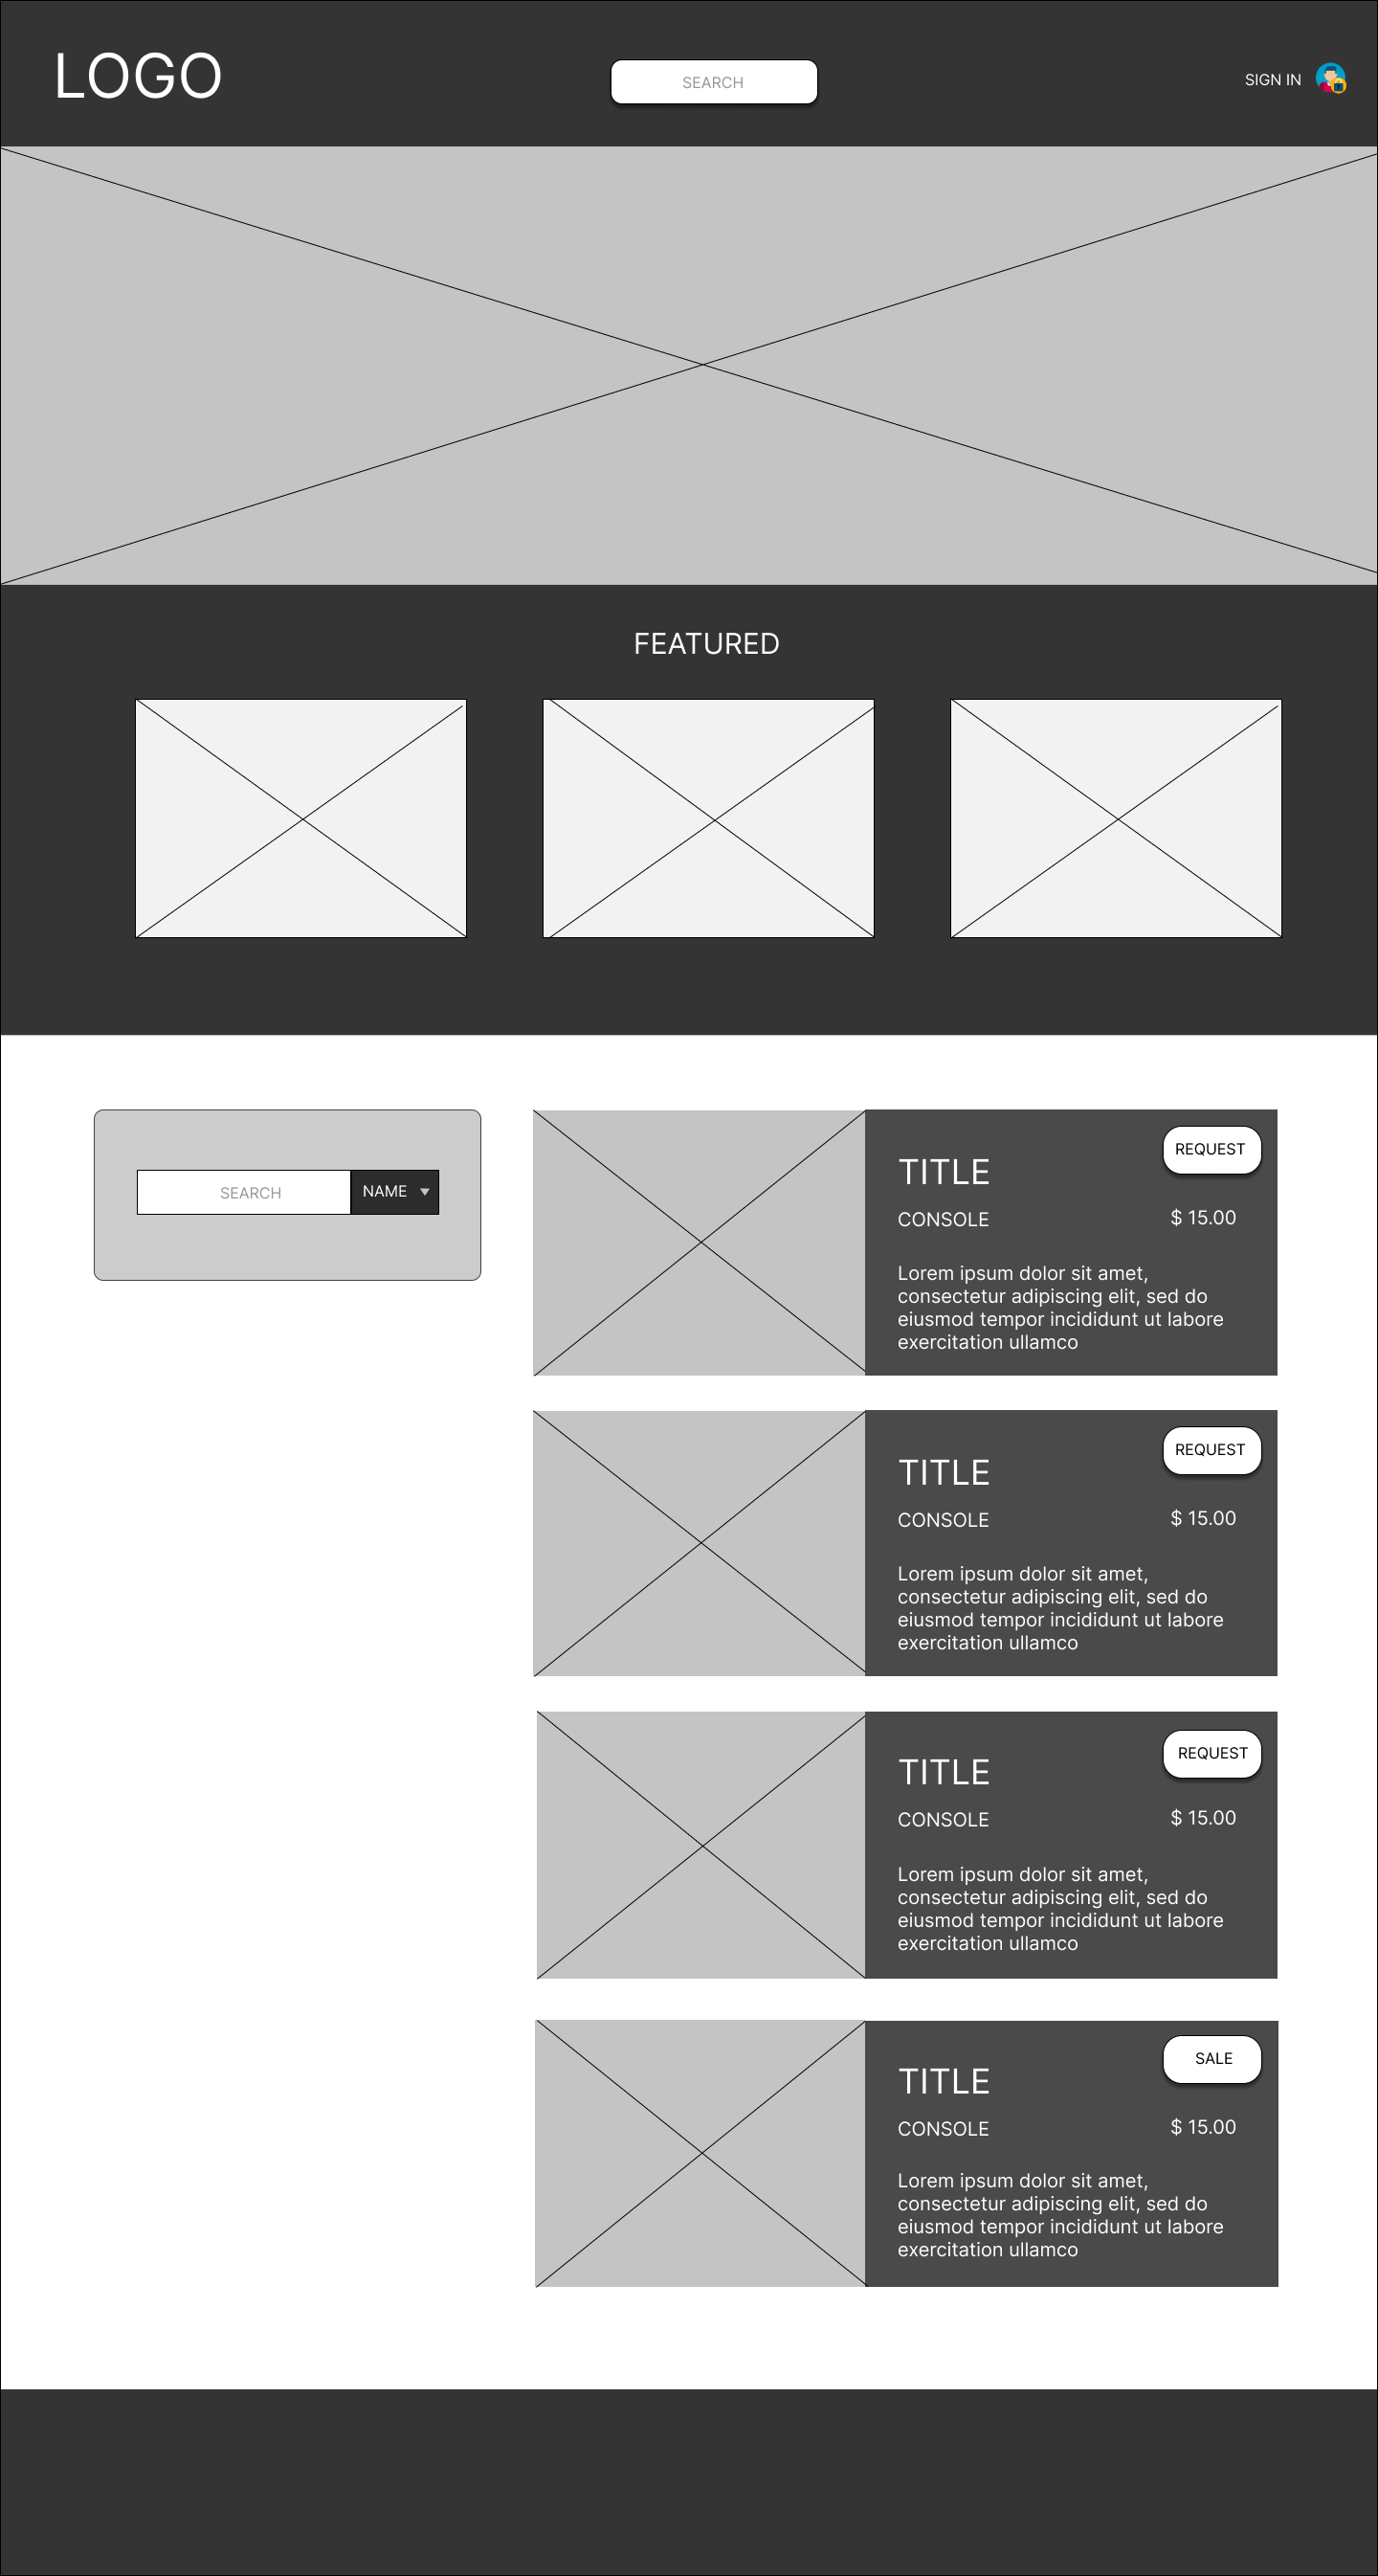 LOGO
SEARCH
SIGN IN
FEATURED
SEARCH
NAME
REQUEST
TITLE
CONSOLE
$ 15.00
Lorem ipsum dolor sit amet,
consectetur adipiscing elit, sed do
eiusmod tempor incididunt ut labore
exercitation ullamco
REQUEST
TITLE
CONSOLE
$ 15.00
Lorem ipsum dolor sit amet,
consectetur adipiscing elit, sed do
eiusmod tempor incididunt ut labore
exercitation ullamco
REQUEST
TITLE
CONSOLE
$ 15.00
Lorem ipsum dolor sit amet,
consectetur adipiscing elit, sed do
eiusmod tempor incididunt ut labore
exercitation ullamco
SALE
TITLE
CONSOLE
$ 15.00
Lorem ipsum dolor sit amet,
consectetur adipiscing elit, sed do
eiusmod tempor incididunt ut labore
exercitation ullamco